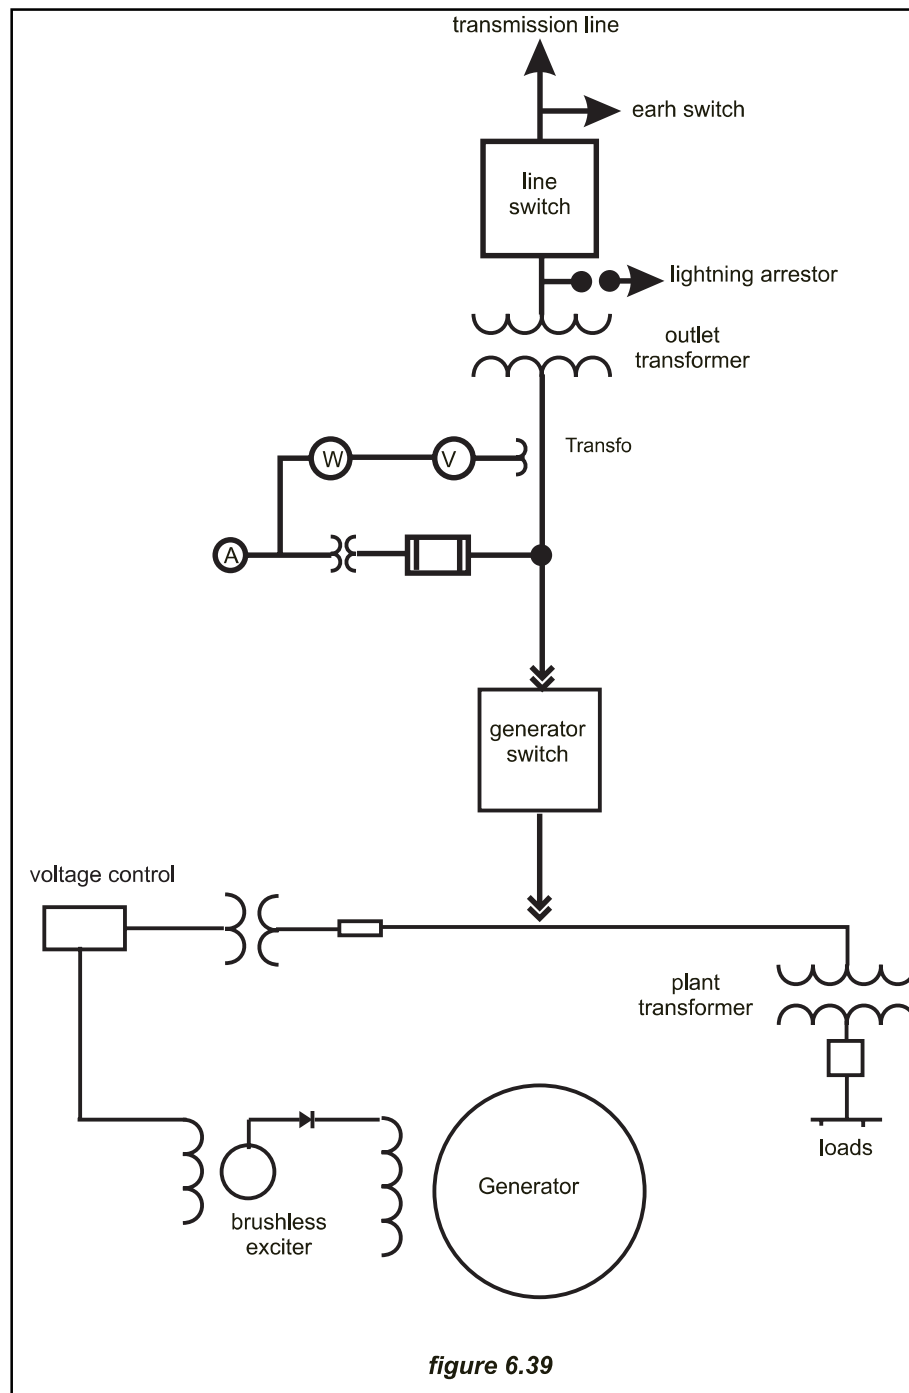 transmission line
earh switch
line
switch
lightning arrestor
outlet
transformer
W
V
Transfo
A
generator
switch
voltage control
plant
transformer
loads
Generator
brushless
exciter
figure 6.39